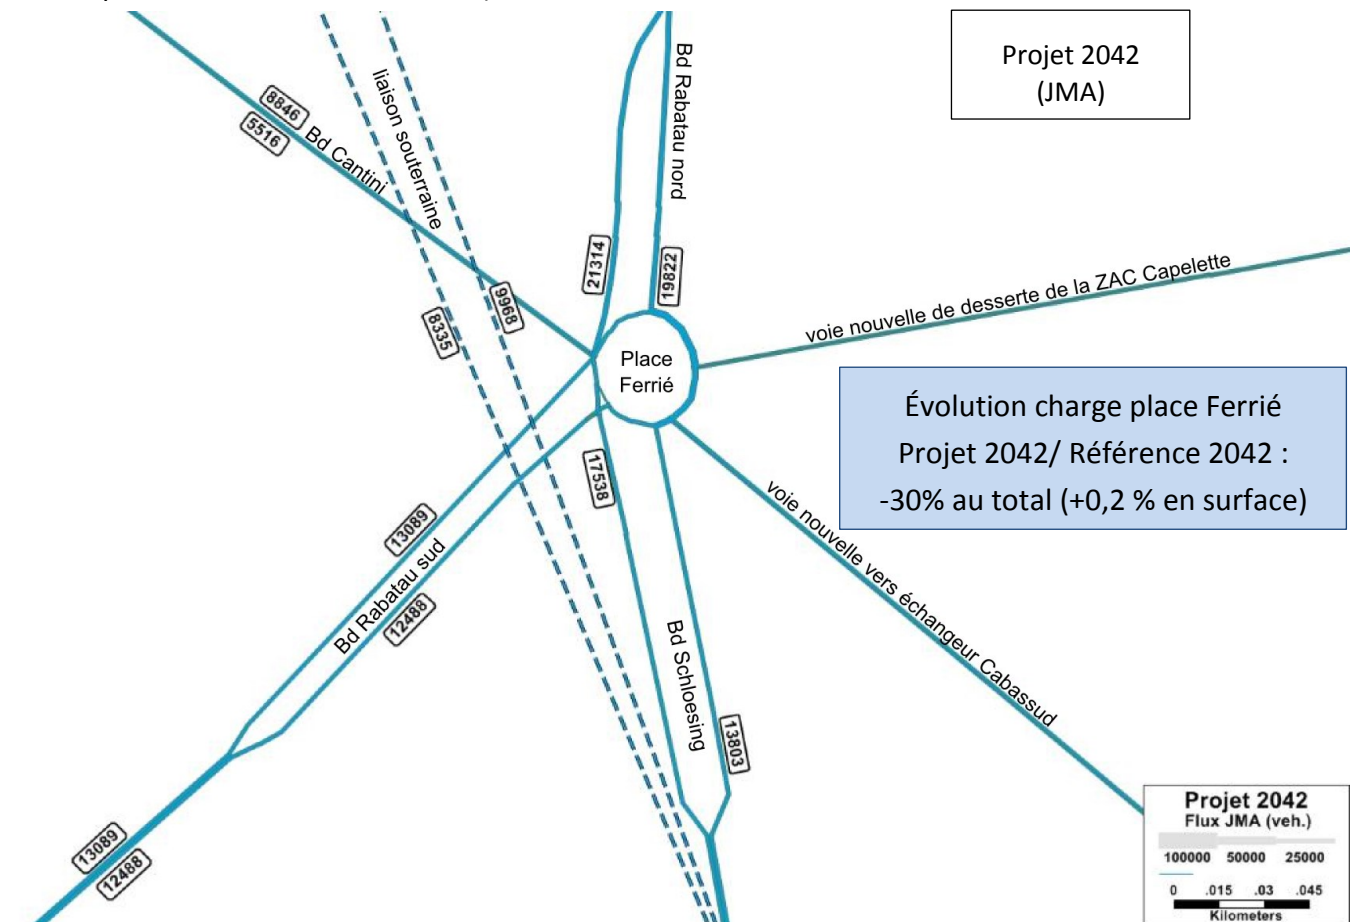 Projet 2042
(JMA)
Bd Rabatau nord
liaison souterraine
8846
5516
Bd Cantini
21314
19822
9968
8335
voie nouvelle de desserte de la ZAC Capelette
Place
Ferrié
Évolution charge place Ferrié
Projet 2042/ Référence 2042 :
-30% au total (+0,2 % en surface)
17538
voie nouvelle vers échangeur Cabassud
13089
Bd Rabatau sud
12488
Bd Schloesing
13803
13089
12488
Projet 2042
Flux JMA (veh.)
100000 50000 25000
0 .015 .03 .045
Kilometers